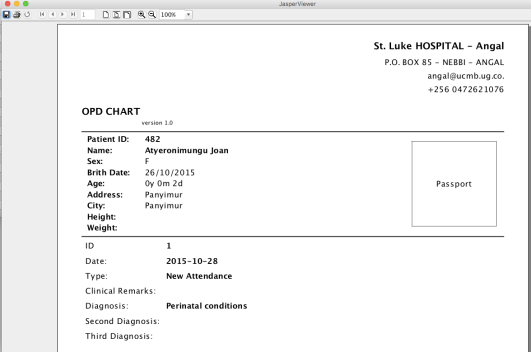 JasperViewer
1
100%
St. Luke HOSPITAL - Angal
P.O. BOX 85 - NEBBI - ANGAL
angal@ucmb.ug.co.
+256 0472621076
OPD CHART
version 1.0
Patient ID: 482
Name: Atyeronimungu Joan
Sex: F
Brith Date: 26/10/2015
Age: 0y 0m 2d
Address: Panyimur
City: Panyimur
Height:
Weight:
Passport
ID 1
Date: 2015-10-28
Type: New Attendance
Clinical Remarks:
Diagnosis: Perinatal conditions
Second Diagnosis:
Third Diagnosis: